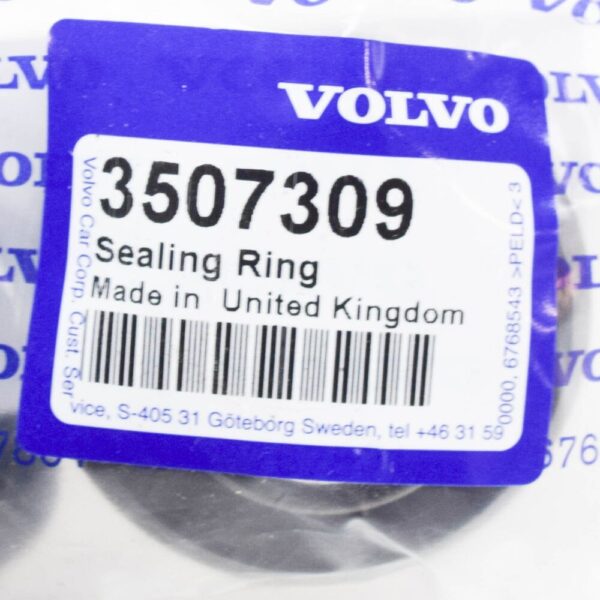 VOLVO
3507309
Sealing Ring
Made in United Kingdom
Volvo Car Corp. Cust. Ser
vice, S-405 31 Göteborg Sweden, tel +46 31 59
0000, 6768543 >PELD< 3